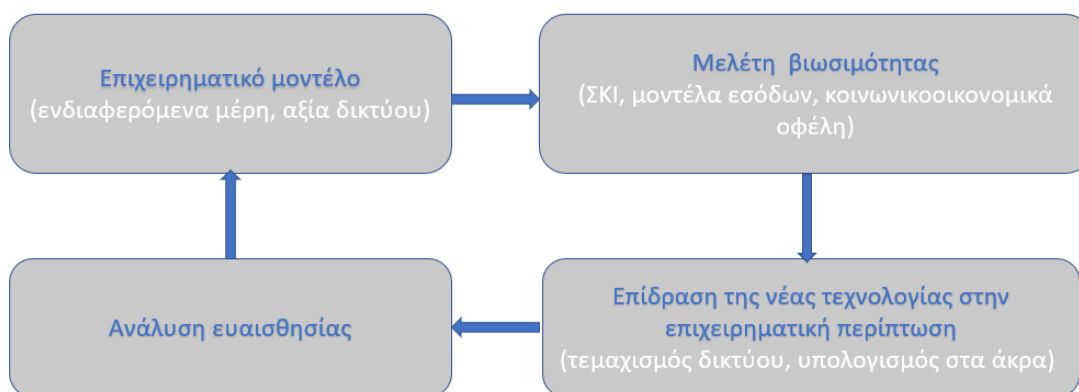 Επιχειρηματικό μοντέλο
(ενδιαφερόμενα μέρη, αξία δικτύου)
Μελέτη βιωσιμότητας
(ΣΚΙ, μοντέλα εσόδων, κοινωνικοοικονομικά
οφέλη)
Ανάλυση ευαισθησίας
Επίδραση της νέας τεχνολογίας στην
επιχειρηματική περίπτωση
(τεμαχισμός δικτύου, υπολογισμός στα άκρα)